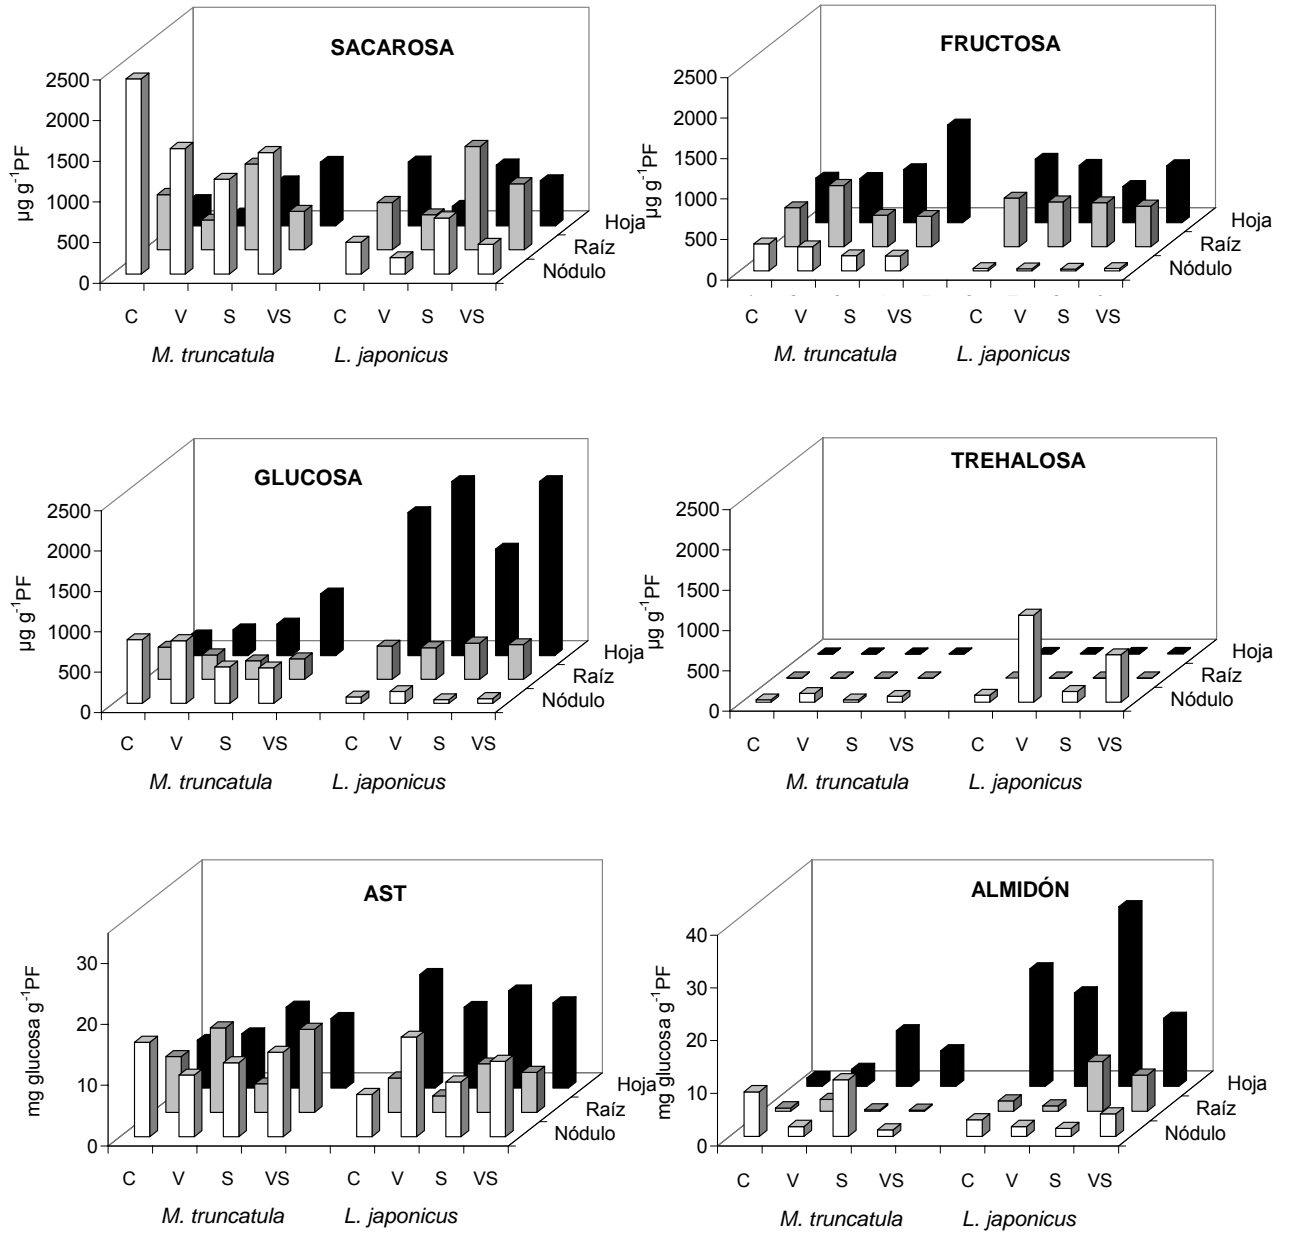 SACAROSA
2500
2000
1500
1000
500
0
µg g-1PF
Hoja
Raíz
Nódulo
C V S VS C V S VS
M. truncatula L. japonicus
FRUCTOSA
2500
2000
1500
1000
500
0
µg g-1PF
Hoja
Raíz
Nódulo
C V S VS C V S VS
M. truncatula L. japonicus
GLUCOSA
2500
2000
1500
1000
500
0
µg g-1PF
Hoja
Raíz
Nódulo
C V S VS C V S VS
M. truncatula L. japonicus
TREHALOSA
2500
2000
1500
1000
500
0
µg g-1PF
Hoja
Raíz
Nódulo
C V S VS C V S VS
M. truncatula L. japonicus
AST
30
20
10
0
mg glucosa g-1PF
Hoja
Raíz
Nódulo
C V S VS C V S VS
M. truncatula L. japonicus
ALMIDÓN
40
30
20
10
0
mg glucosa g-1PF
Hoja
Raíz
Nódulo
C V S VS C V S VS
M. truncatula L. japonicus